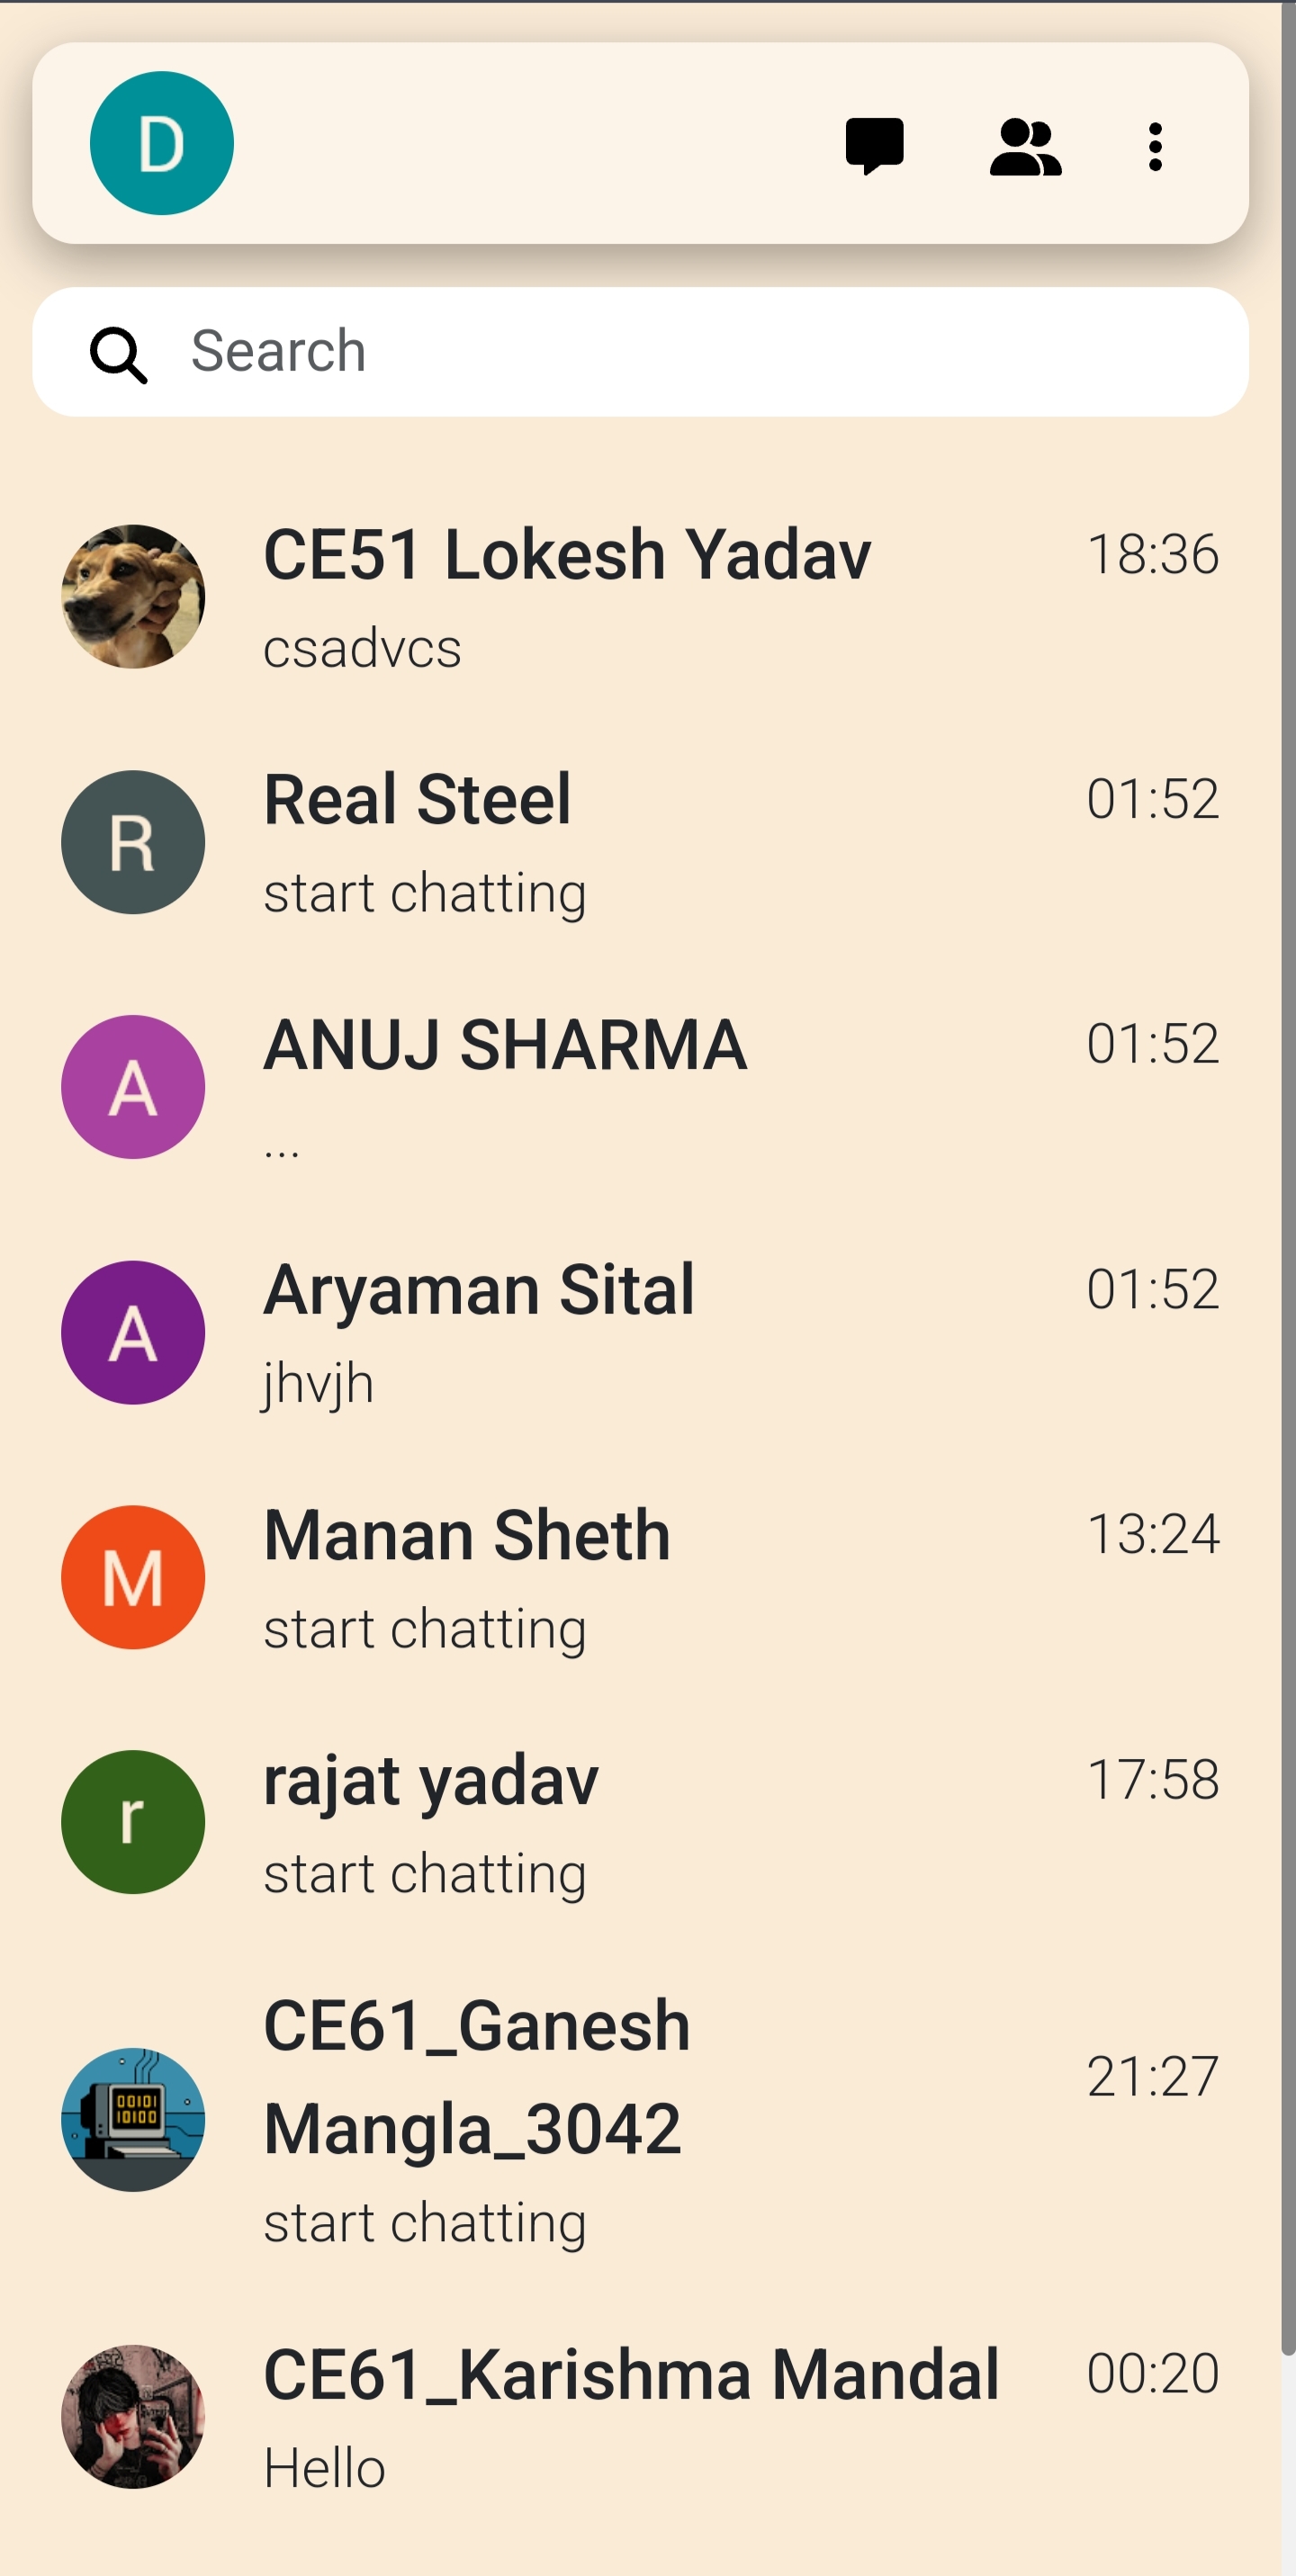 D
Search
CE51 Lokesh Yadav 18:36
csadvcs
R
Real Steel 01:52
start chatting
A
ANUJ SHARMA 01:52
...
A
Aryaman Sital 01:52
jhvjh
M
Manan Sheth 13:24
start chatting
r
rajat yadav 17:58
start chatting
CE61_Ganesh
Mangla_3042
21:27
00101
10100
start chatting
CE61_Karishma Mandal 00:20
Hello